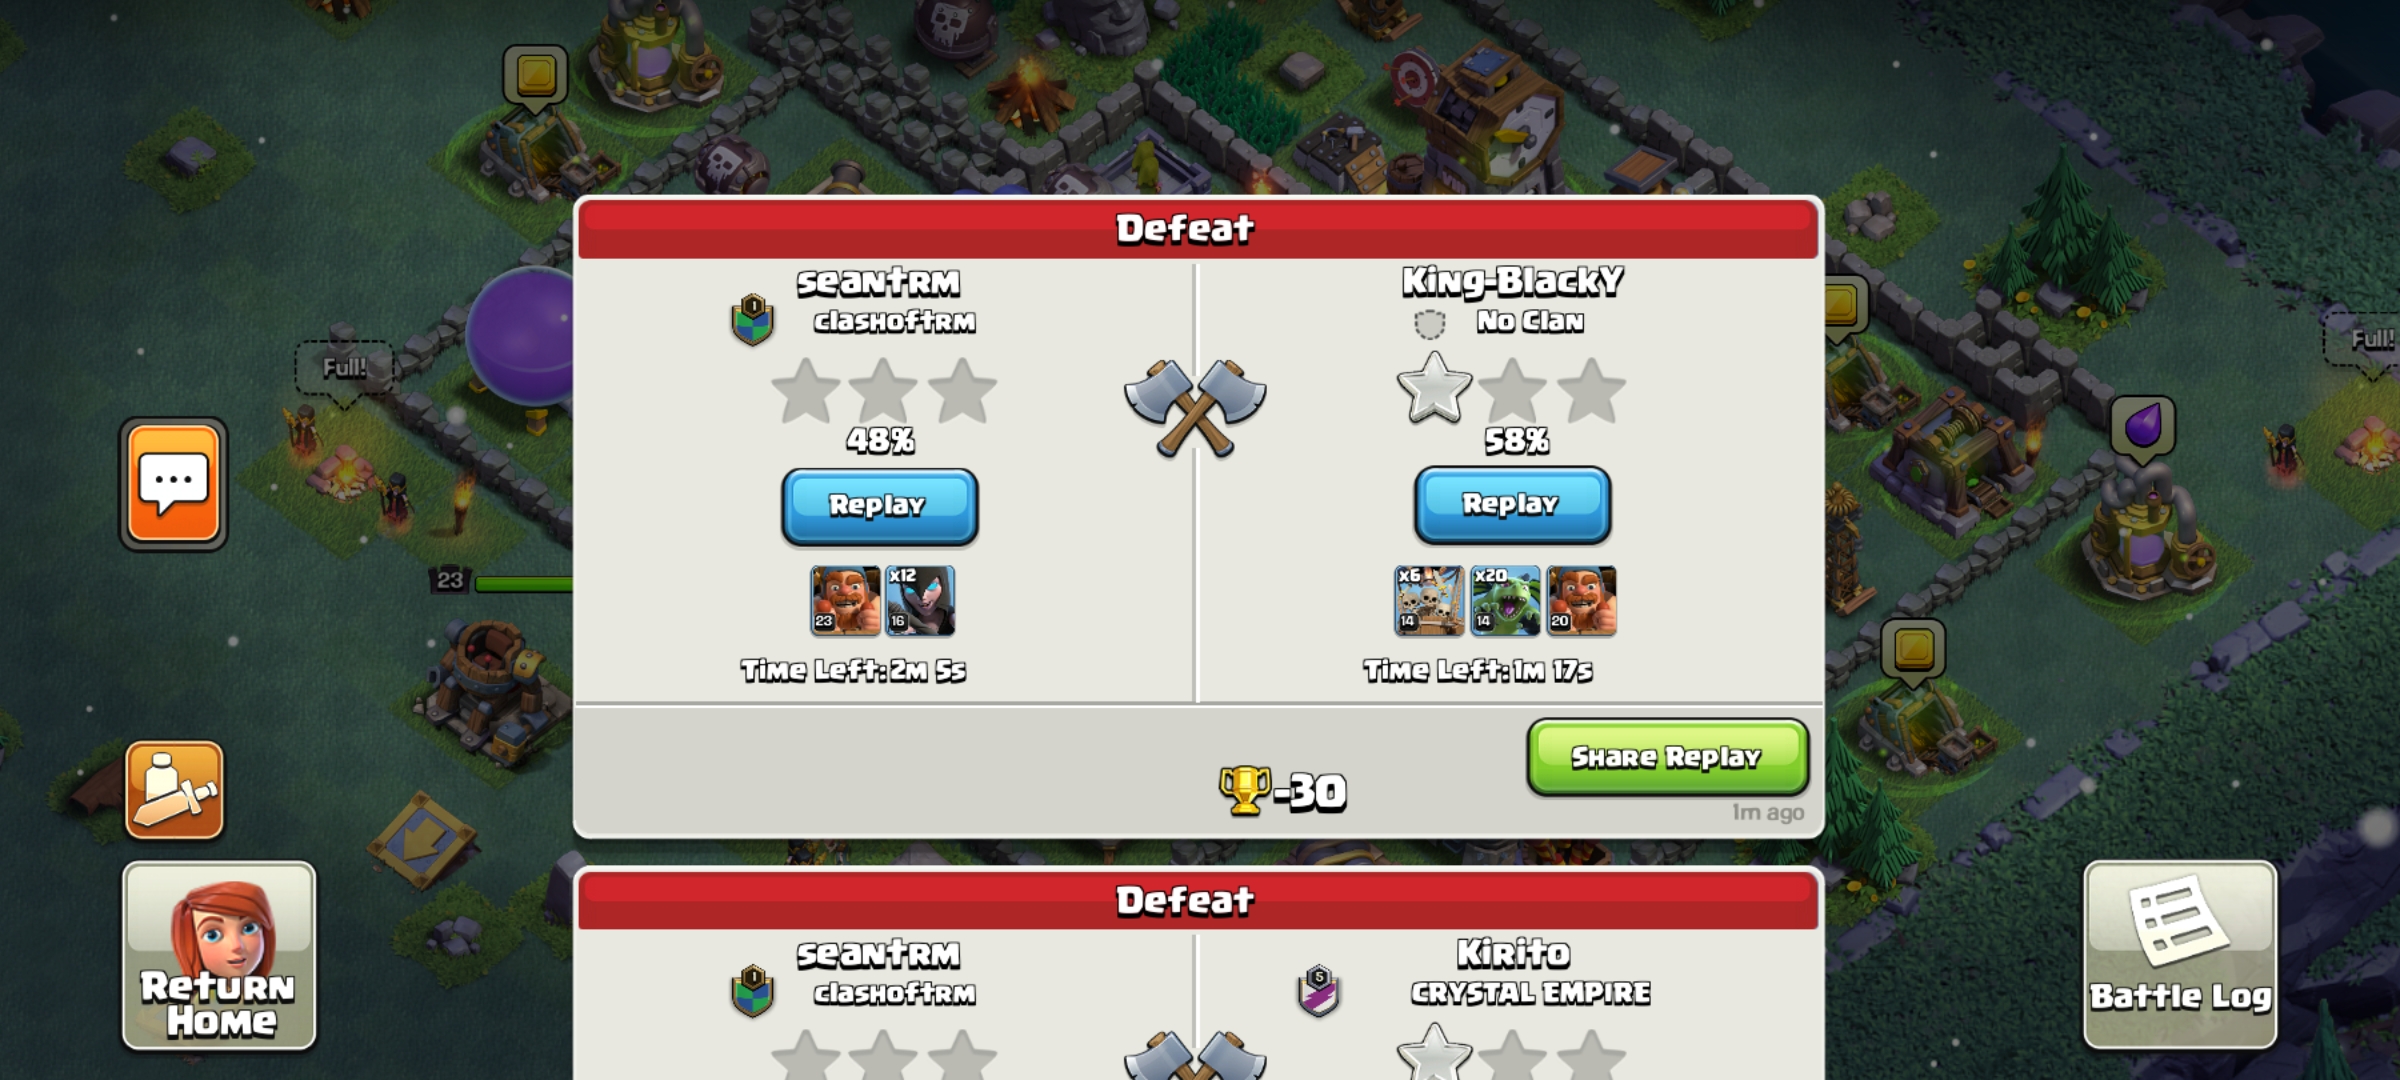 Defeat
seantrm
clashoftrm
48%
Replay
23
x12
16
Time Left: 2m 5s
King-BlackY
No Clan
58%
Replay
x6
14
x20
14
20
Time Left: 1m 17s
-30
Share Replay
1m ago
Defeat
seantrm
clashoftrm
Kirito
5
CRYSTAL EMPIRE
Full!
Full!
23
Return
Home
Battle Log